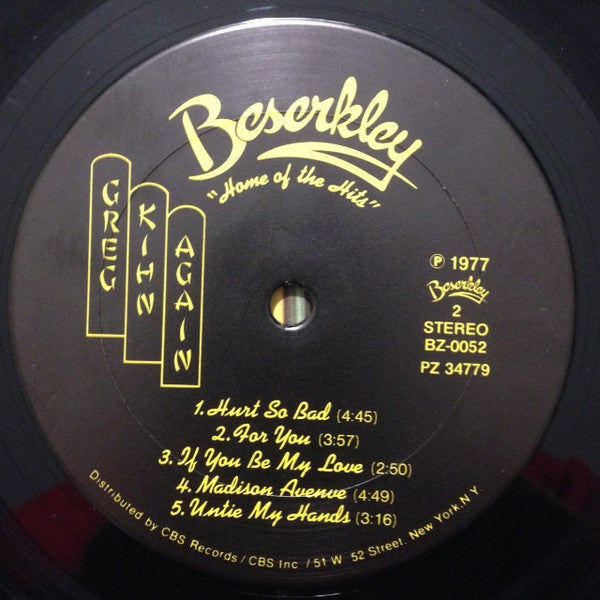 Beserkley
"Home of the Hits"
GREG
KIHN
AGAIN
℗ 1977
Beserkley
2
STEREO
BZ-0052
PZ 34779
1. Hurt So Bad (4:45)
2. For You (3:57)
3. If You Be My Love (2:50)
4. Madison Avenue (4:49)
5. Untie My Hands (3:16)
Distributed by CBS Records / CBS Inc / 51 W 52 Street. New York. N.Y.